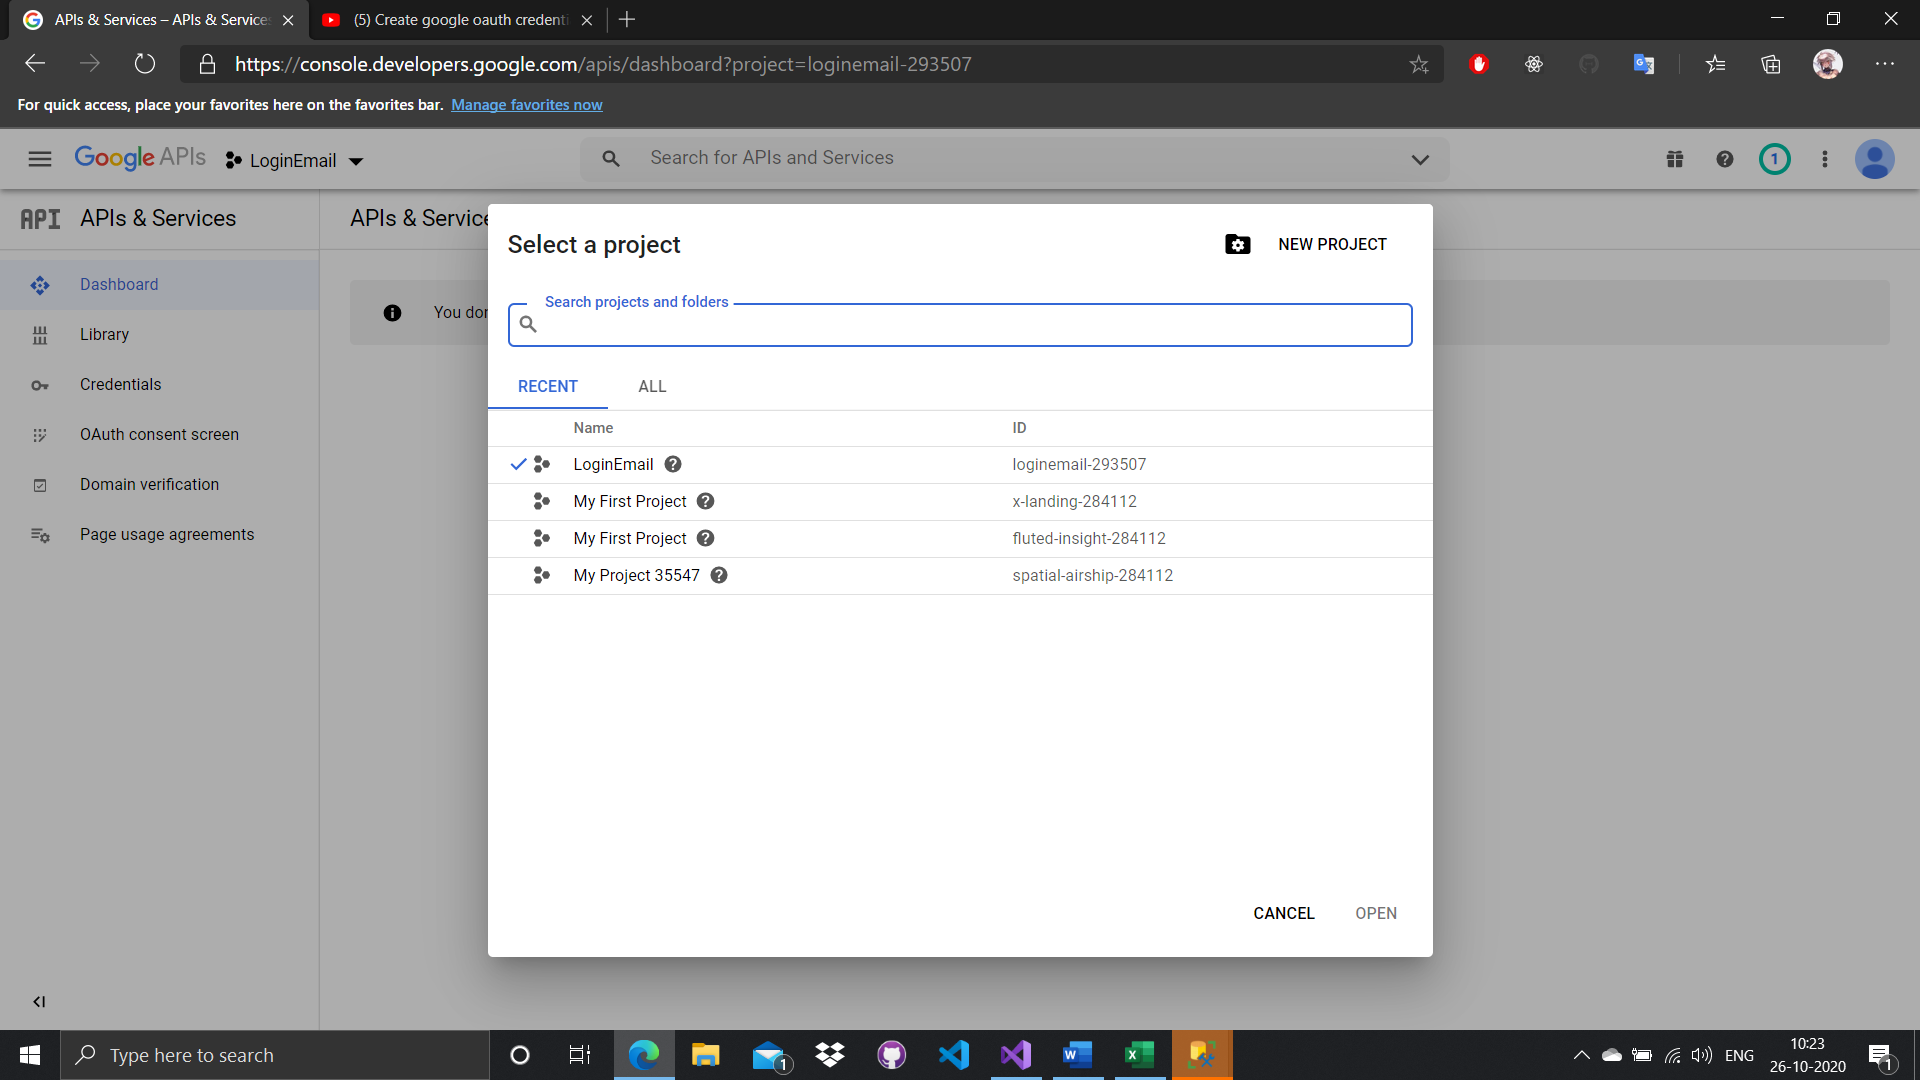 APIs & Services – APIs & Services
(5) Create google oauth credenti
https://console.developers.google.com/apis/dashboard?project=loginemail-293507
For quick access, place your favorites here on the favorites bar. Manage favorites now
Google APIs
LoginEmail
Search for APIs and Services
1
API APIs & Services
APIs & Service
Dashboard
Library
Credentials
OAuth consent screen
Domain verification
Page usage agreements
You don
Select a project
NEW PROJECT
Search projects and folders
RECENT
ALL
Name
ID
LoginEmail
loginemail-293507
My First Project
x-landing-284112
My First Project
fluted-insight-284112
My Project 35547
spatial-airship-284112
CANCEL
OPEN
Type here to search
1
ENG
10:23
26-10-2020
1